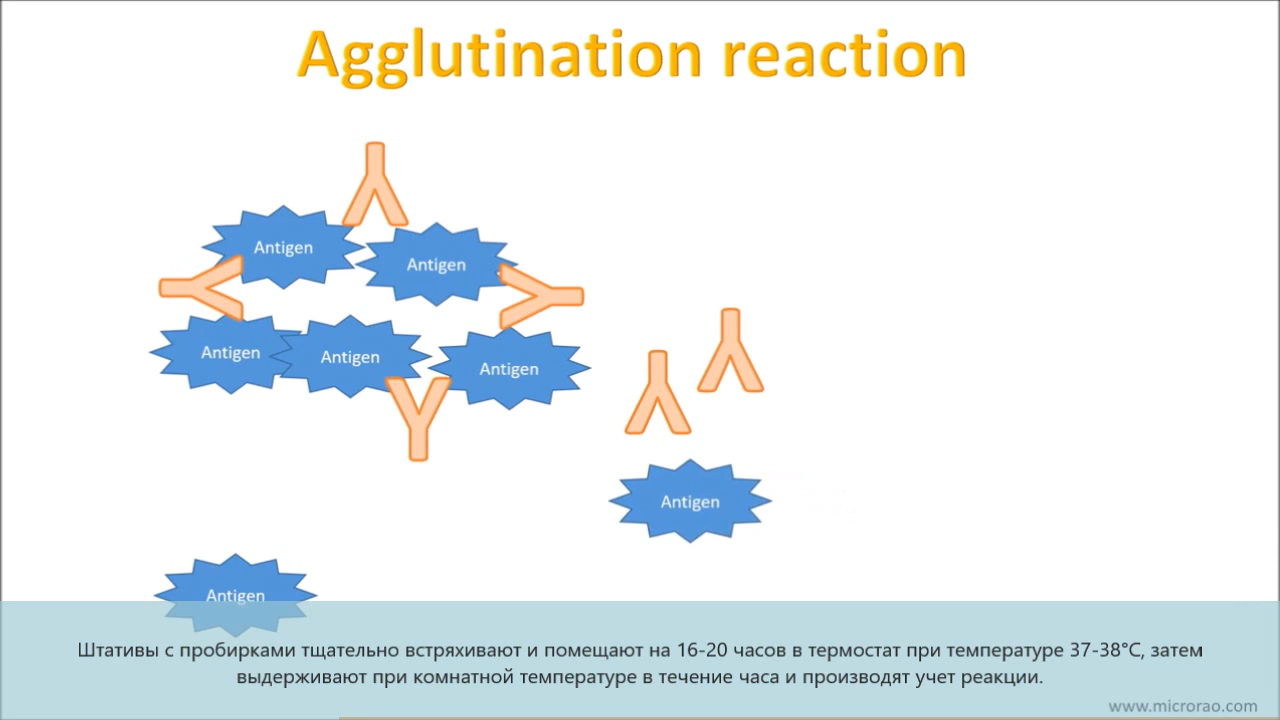 Agglutination reaction
Antigen
Antigen
Antigen
Antigen
Antigen
Antigen
Antigen
Штативы с пробирками тщательно встряхивают и помещают на 16-20 часов в термостат при температуре 37-38°С, затем
выдерживают при комнатной температуре в течение часа и производят учет реакции.
www.microrao.com